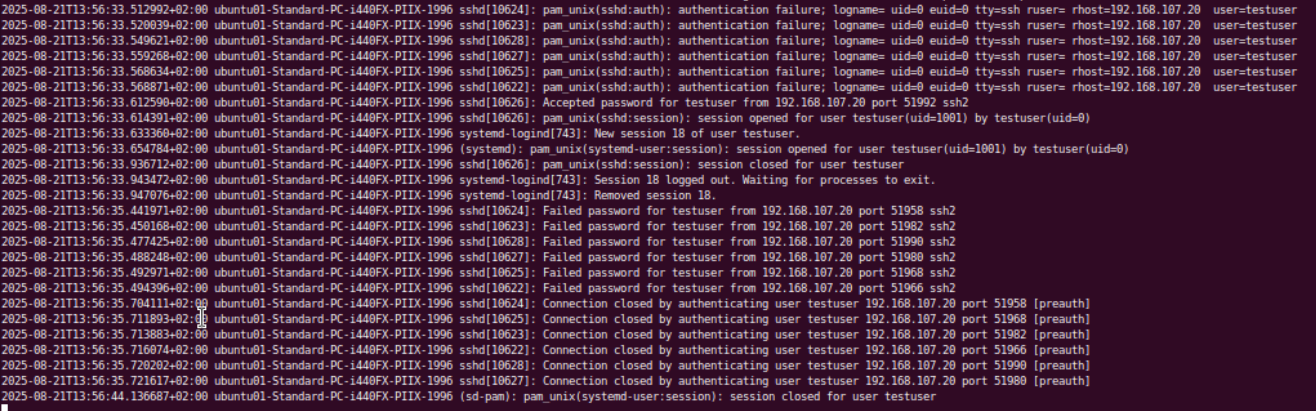 2025-08-21T13:56:33.512992+02:00 ubuntu01-Standard-PC-i440FX-PIIX-1996 sshd[10624]: pam_unix(sshd:auth): authentication failure; logname= uid=0 euid=0 tty=ssh ruser= rhost=192.168.107.20  user=testuser
2025-08-21T13:56:33.520039+02:00 ubuntu01-Standard-PC-i440FX-PIIX-1996 sshd[10623]: pam_unix(sshd:auth): authentication failure; logname= uid=0 euid=0 tty=ssh ruser= rhost=192.168.107.20  user=testuser
2025-08-21T13:56:33.549621+02:00 ubuntu01-Standard-PC-i440FX-PIIX-1996 sshd[10628]: pam_unix(sshd:auth): authentication failure; logname= uid=0 euid=0 tty=ssh ruser= rhost=192.168.107.20  user=testuser
2025-08-21T13:56:33.559268+02:00 ubuntu01-Standard-PC-i440FX-PIIX-1996 sshd[10627]: pam_unix(sshd:auth): authentication failure; logname= uid=0 euid=0 tty=ssh ruser= rhost=192.168.107.20  user=testuser
2025-08-21T13:56:33.568634+02:00 ubuntu01-Standard-PC-i440FX-PIIX-1996 sshd[10625]: pam_unix(sshd:auth): authentication failure; logname= uid=0 euid=0 tty=ssh ruser= rhost=192.168.107.20  user=testuser
2025-08-21T13:56:33.568871+02:00 ubuntu01-Standard-PC-i440FX-PIIX-1996 sshd[10622]: pam_unix(sshd:auth): authentication failure; logname= uid=0 euid=0 tty=ssh ruser= rhost=192.168.107.20  user=testuser
2025-08-21T13:56:33.612590+02:00 ubuntu01-Standard-PC-i440FX-PIIX-1996 sshd[10626]: Accepted password for testuser from 192.168.107.20 port 51992 ssh2
2025-08-21T13:56:33.614391+02:00 ubuntu01-Standard-PC-i440FX-PIIX-1996 sshd[10626]: pam_unix(sshd:session): session opened for user testuser(uid=1001) by testuser(uid=0)
2025-08-21T13:56:33.633360+02:00 ubuntu01-Standard-PC-i440FX-PIIX-1996 systemd-logind[743]: New session 18 of user testuser.
2025-08-21T13:56:33.654784+02:00 ubuntu01-Standard-PC-i440FX-PIIX-1996 (systemd): pam_unix(systemd-user:session): session opened for user testuser(uid=1001) by testuser(uid=0)
2025-08-21T13:56:33.936712+02:00 ubuntu01-Standard-PC-i440FX-PIIX-1996 sshd[10626]: pam_unix(sshd:session): session closed for user testuser
2025-08-21T13:56:33.943472+02:00 ubuntu01-Standard-PC-i440FX-PIIX-1996 systemd-logind[743]: Session 18 logged out. Waiting for processes to exit.
2025-08-21T13:56:33.947076+02:00 ubuntu01-Standard-PC-i440FX-PIIX-1996 systemd-logind[743]: Removed session 18.
2025-08-21T13:56:35.441971+02:00 ubuntu01-Standard-PC-i440FX-PIIX-1996 sshd[10624]: Failed password for testuser from 192.168.107.20 port 51958 ssh2
2025-08-21T13:56:35.450168+02:00 ubuntu01-Standard-PC-i440FX-PIIX-1996 sshd[10623]: Failed password for testuser from 192.168.107.20 port 51982 ssh2
2025-08-21T13:56:35.477425+02:00 ubuntu01-Standard-PC-i440FX-PIIX-1996 sshd[10628]: Failed password for testuser from 192.168.107.20 port 51990 ssh2
2025-08-21T13:56:35.488248+02:00 ubuntu01-Standard-PC-i440FX-PIIX-1996 sshd[10627]: Failed password for testuser from 192.168.107.20 port 51980 ssh2
2025-08-21T13:56:35.492971+02:00 ubuntu01-Standard-PC-i440FX-PIIX-1996 sshd[10625]: Failed password for testuser from 192.168.107.20 port 51968 ssh2
2025-08-21T13:56:35.494396+02:00 ubuntu01-Standard-PC-i440FX-PIIX-1996 sshd[10622]: Failed password for testuser from 192.168.107.20 port 51966 ssh2
2025-08-21T13:56:35.704111+02:00 ubuntu01-Standard-PC-i440FX-PIIX-1996 sshd[10624]: Connection closed by authenticating user testuser 192.168.107.20 port 51958 [preauth]
2025-08-21T13:56:35.711893+02:00 ubuntu01-Standard-PC-i440FX-PIIX-1996 sshd[10625]: Connection closed by authenticating user testuser 192.168.107.20 port 51968 [preauth]
2025-08-21T13:56:35.713883+02:00 ubuntu01-Standard-PC-i440FX-PIIX-1996 sshd[10623]: Connection closed by authenticating user testuser 192.168.107.20 port 51982 [preauth]
2025-08-21T13:56:35.716074+02:00 ubuntu01-Standard-PC-i440FX-PIIX-1996 sshd[10622]: Connection closed by authenticating user testuser 192.168.107.20 port 51966 [preauth]
2025-08-21T13:56:35.720202+02:00 ubuntu01-Standard-PC-i440FX-PIIX-1996 sshd[10628]: Connection closed by authenticating user testuser 192.168.107.20 port 51990 [preauth]
2025-08-21T13:56:35.721617+02:00 ubuntu01-Standard-PC-i440FX-PIIX-1996 sshd[10627]: Connection closed by authenticating user testuser 192.168.107.20 port 51980 [preauth]
2025-08-21T13:56:44.136687+02:00 ubuntu01-Standard-PC-i440FX-PIIX-1996 (sd-pam): pam_unix(systemd-user:session): session closed for user testuser